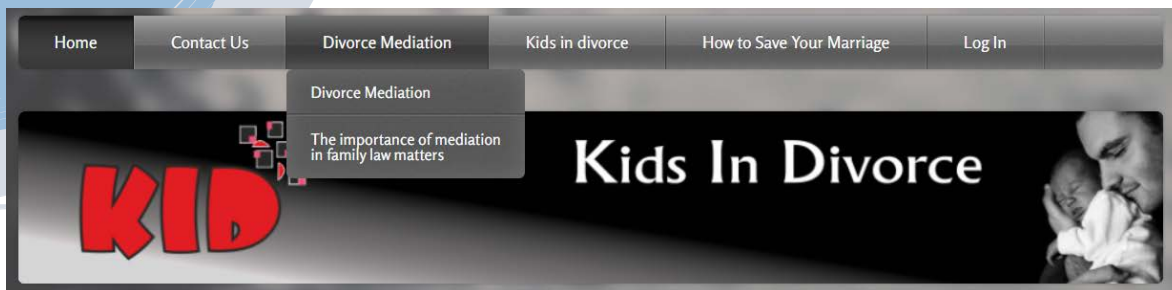 Home
Contact Us
Divorce Mediation
Kids in divorce
How to Save Your Marriage
Log In
Divorce Mediation
The importance of mediation
in family law matters
KID
Kids In Divorce